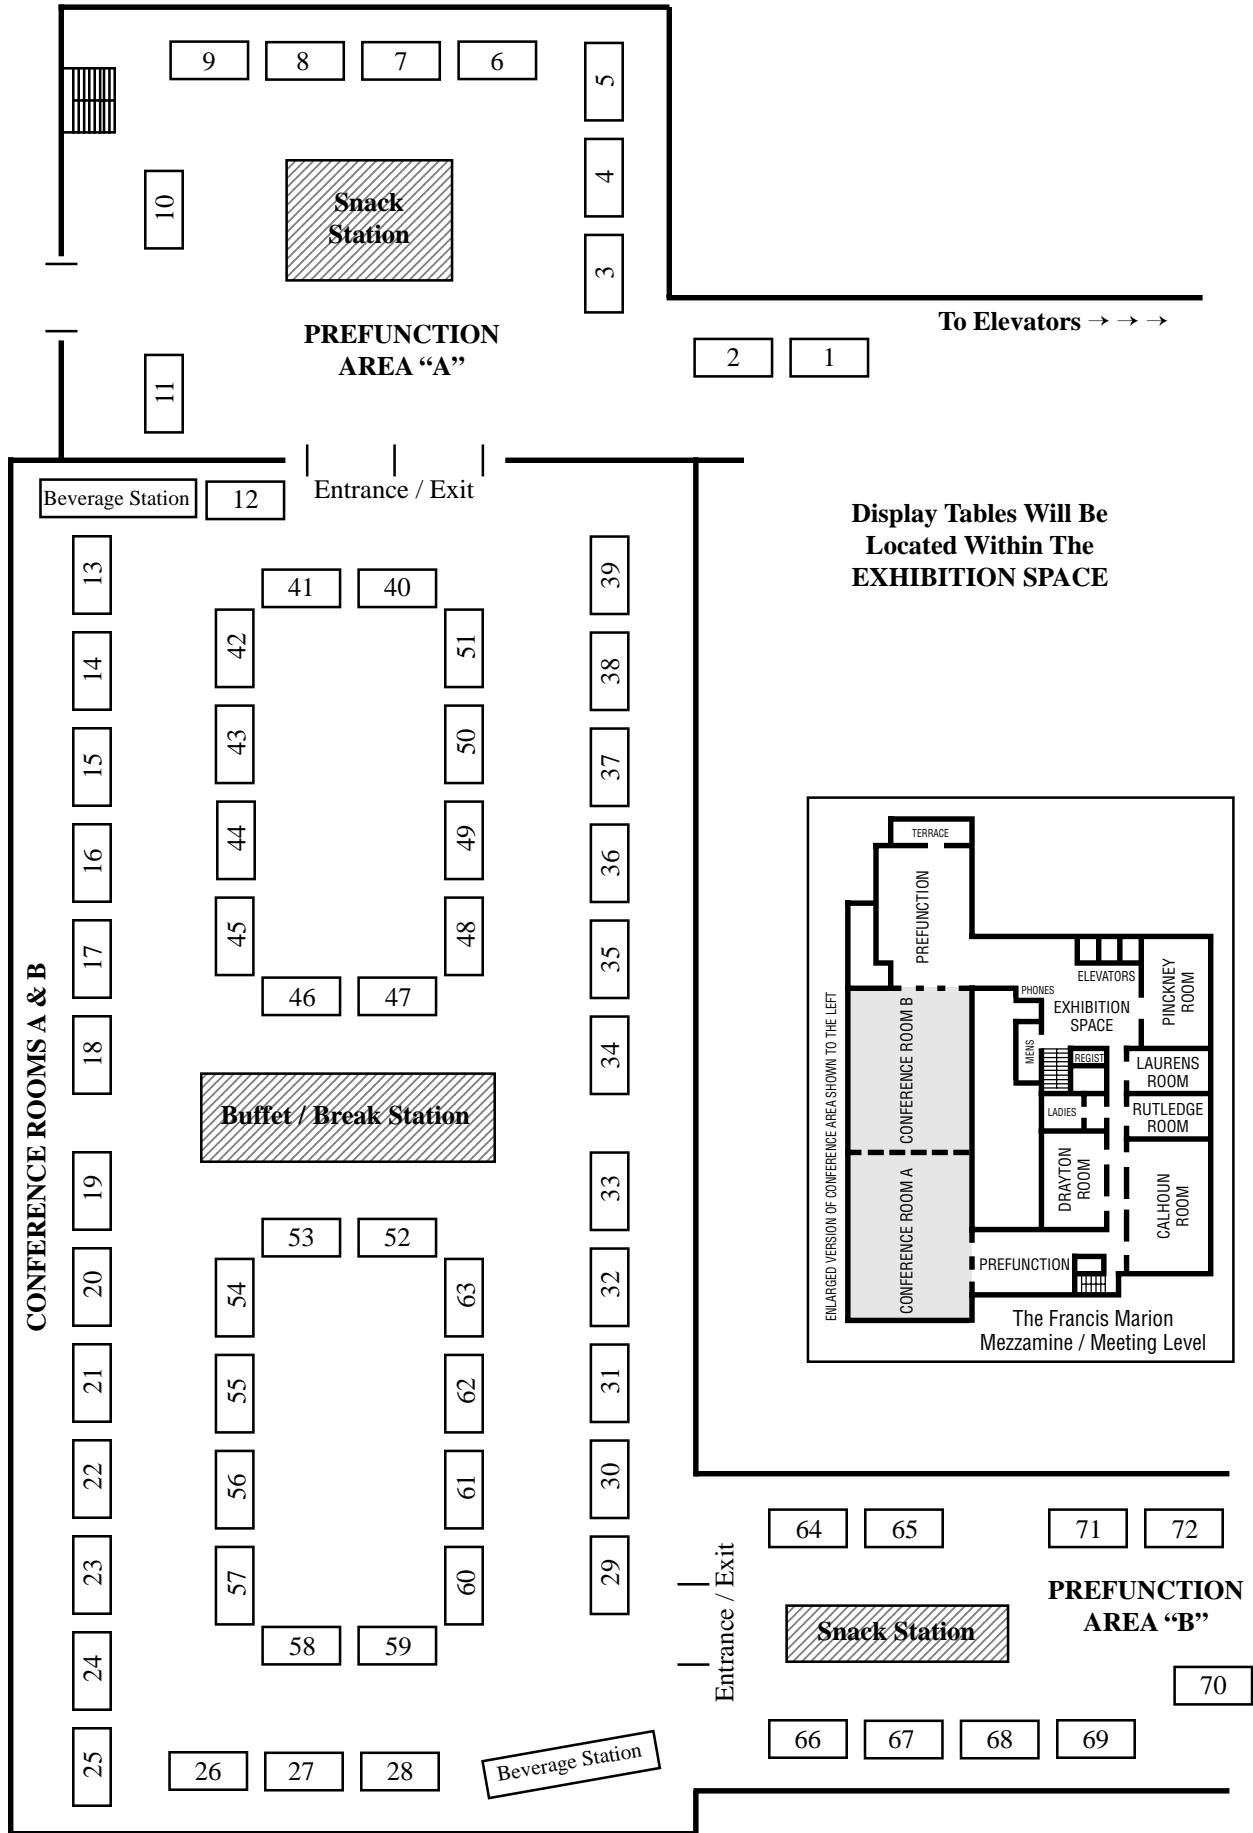 9
8
7
6
5
4
3
10
11
Snack
Station
PREFUNCTION
AREA “A”
To Elevators → → →
2
1
Beverage Station
12
Entrance / Exit
Display Tables Will Be
Located Within The
EXHIBITION SPACE
CONFERENCE ROOMS A & B
13
14
15
16
17
18
19
20
21
22
23
24
25
41
40
42
43
44
45
46
47
48
49
50
51
39
38
37
36
35
34
Buffet / Break Station
33
32
31
30
29
53
52
54
55
56
57
58
59
60
61
62
63
26
27
28
Beverage Station
Entrance / Exit
64
65
71
72
PREFUNCTION
AREA “B”
Snack Station
70
66
67
68
69
ENLARGED VERSION OF CONFERENCE AREA SHOWN TO THE LEFT
TERRACE
PREFUNCTION
ELEVATORS
PHONES
EXHIBITION
SPACE
PINCKNEY
ROOM
CONFERENCE ROOM B
MENS
REGIST
LAURENS
ROOM
LADIES
RUTLEDGE
ROOM
CONFERENCE ROOM A
DRAYTON
ROOM
CALHOUN
ROOM
PREFUNCTION
The Francis Marion
Mezzamine / Meeting Level